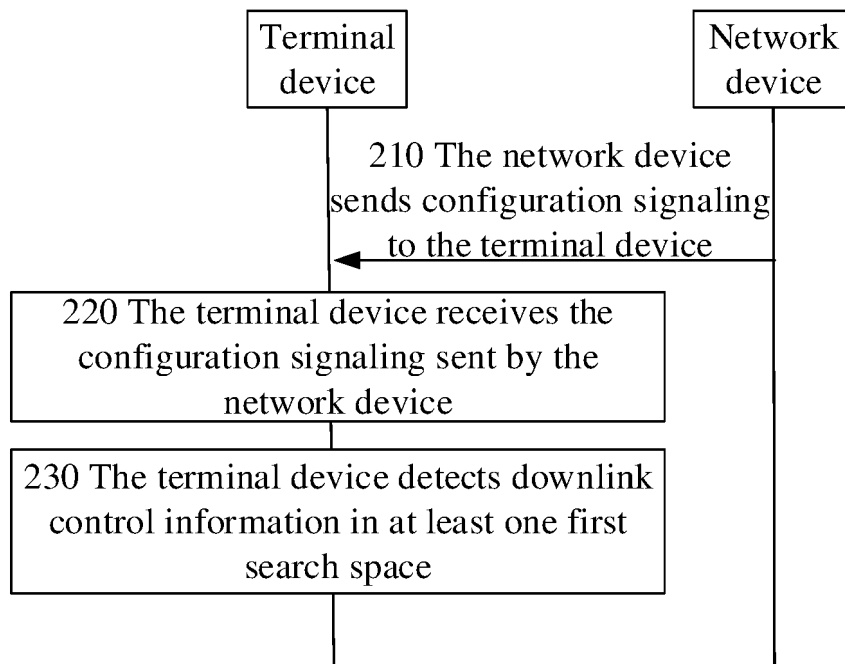 Terminal
device
Network
device
210 The network device
sends configuration signaling
to the terminal device
220 The terminal device receives the
configuration signaling sent by the
network device
230 The terminal device detects downlink
control information in at least one first
search space